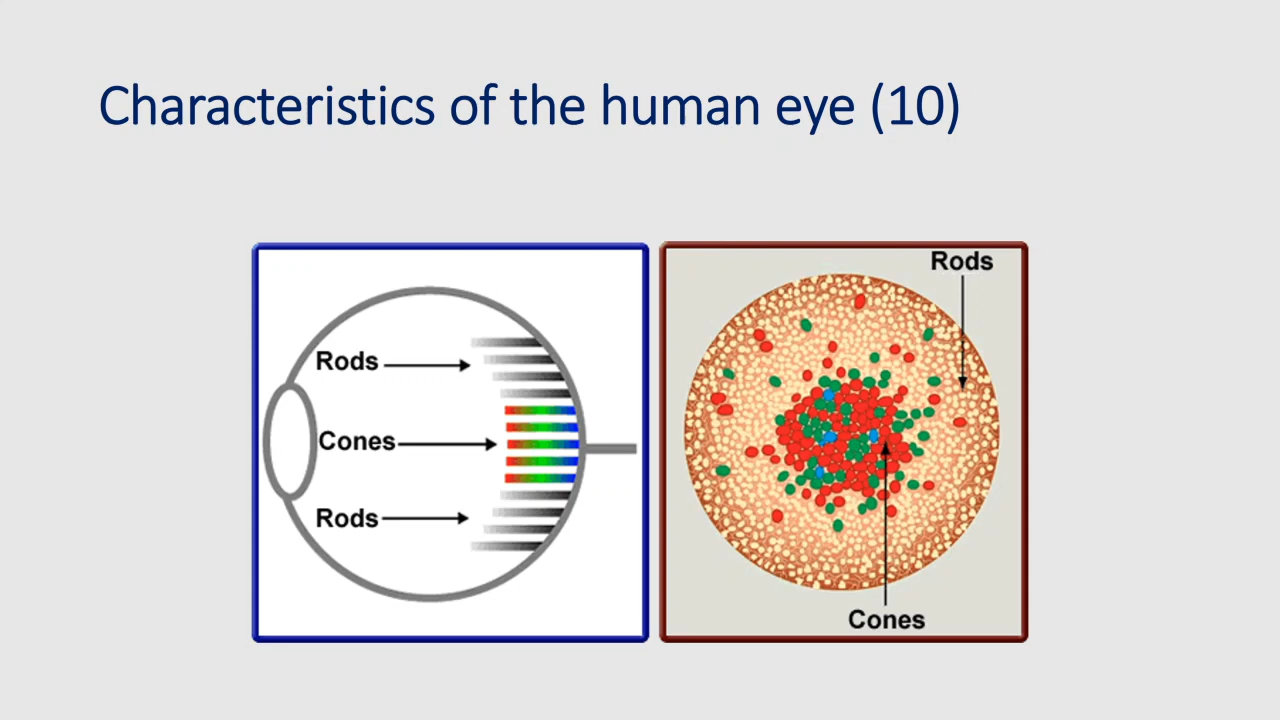 Characteristics of the human eye (10)
Rods
Cones
Rods
Rods
Cones